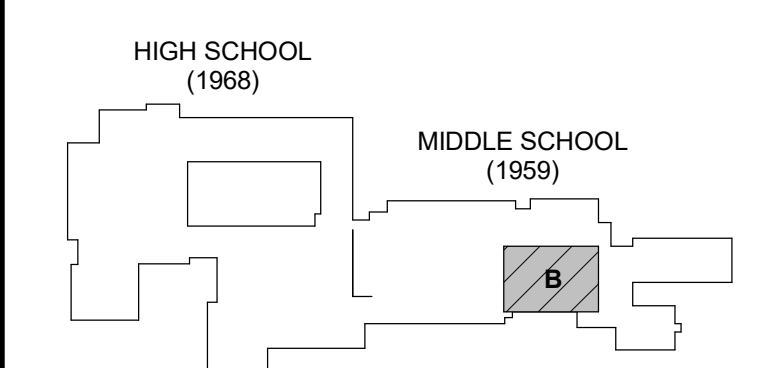 HIGH SCHOOL
(1968)
MIDDLE SCHOOL
(1959)
B